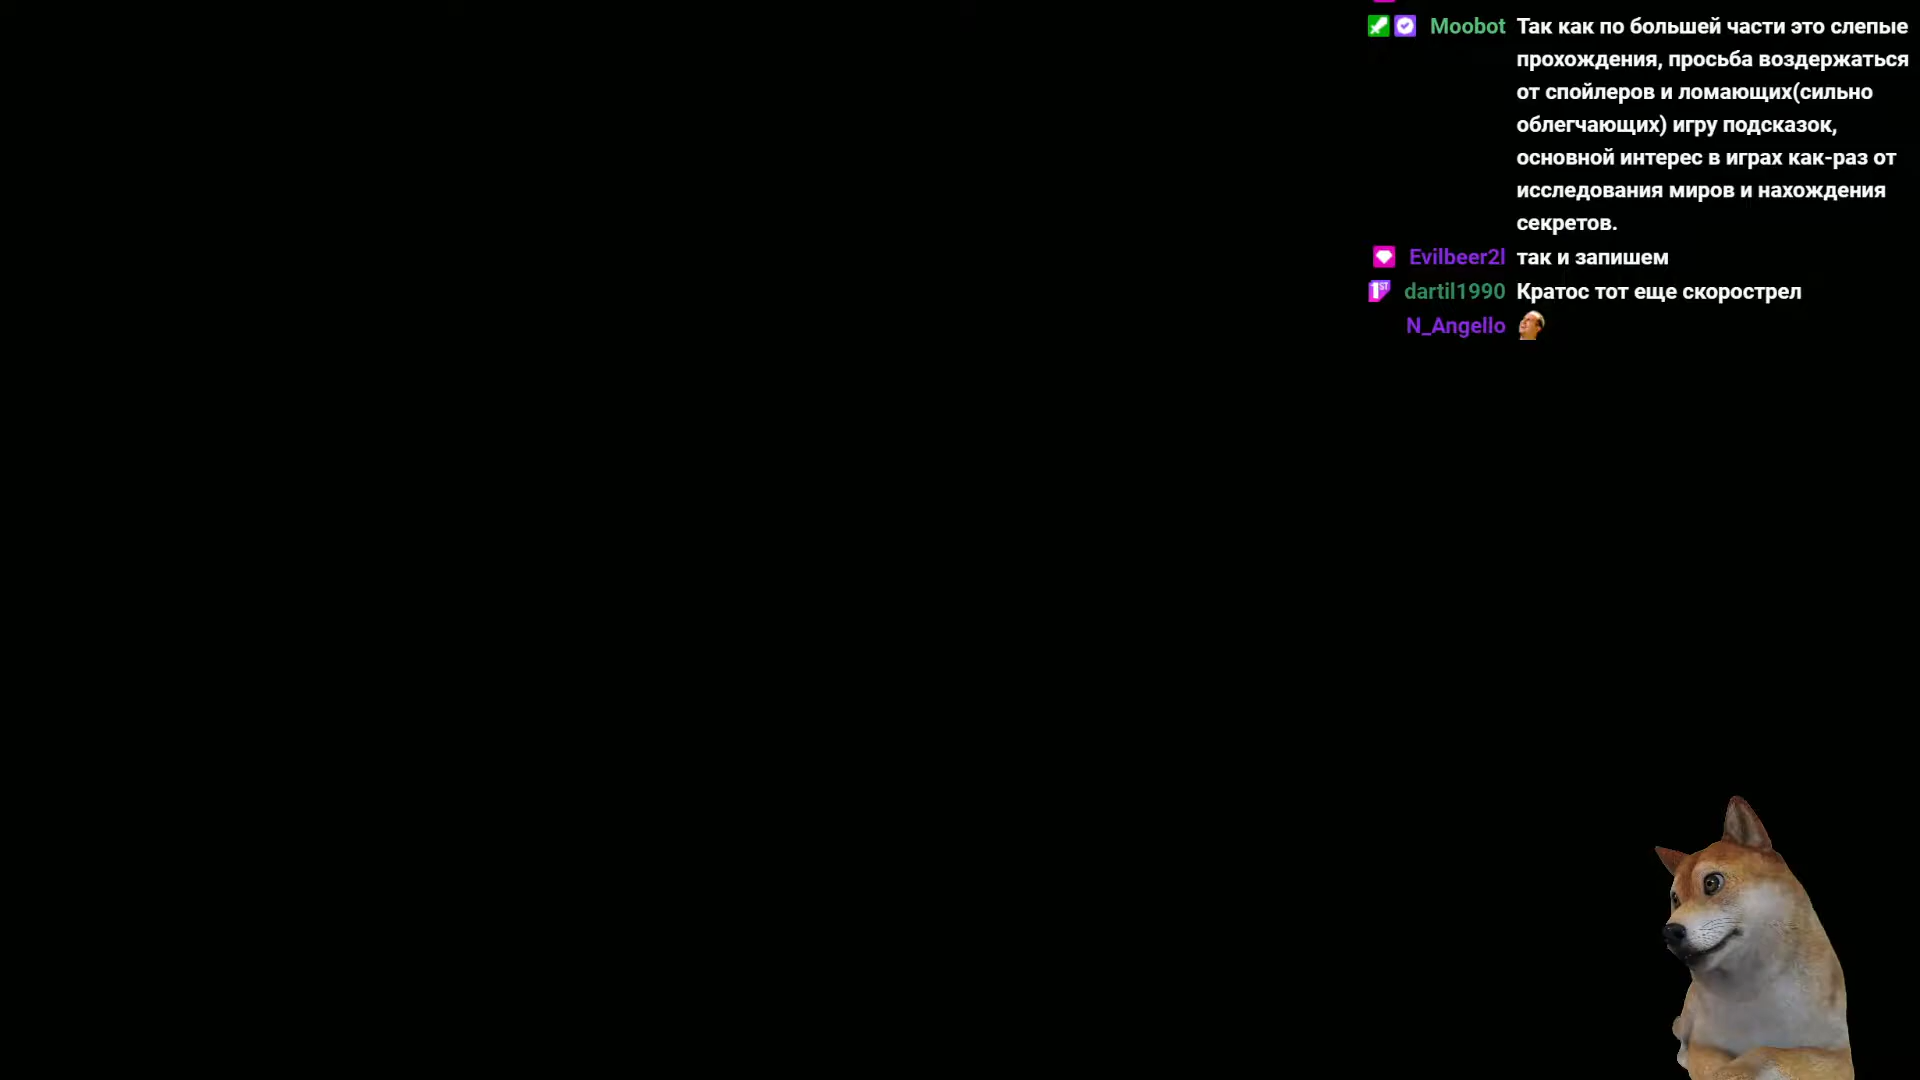 Moobot Так как по большей части это слепые
прохождения, просьба воздержаться
от спойлеров и ломающих(сильно
облегчающих) игру подсказок,
основной интерес в играх как-раз от
исследования миров и нахождения
секретов.
Evilbeer2l так и запишем
1ST dartil1990 Кратос тот еще скорострел
N_Angello